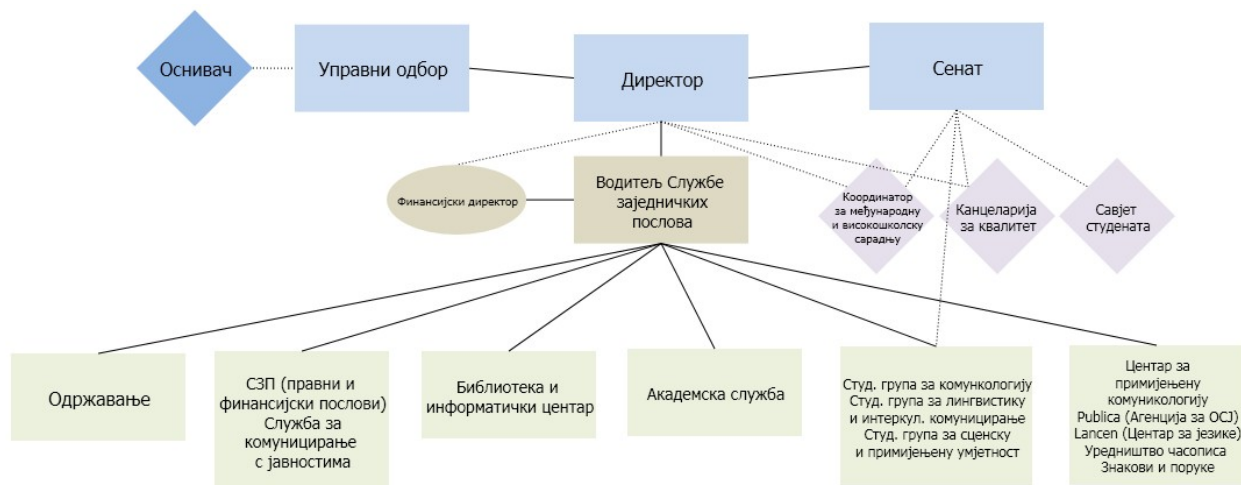 Оснивач
Управни одбор
Директор
Сенат
Финансијски директор
Водитељ Службе
заједничких
послова
Координатор
за међународну
и високошколску
сарадњу
Канцеларија
за квалитет
Савјет
студената
Одржавање
СЗП (правни и
финансијски послови)
Служба за
комуницирање
с јавностима
Библиотека и
информатички центар
Академска служба
Студ. група за комункологију
Студ. група за лингвистику
и интеркул. комуницирање
Студ. група за сценску
и примијењену умјетност
Центар за
примијењену
комуникологију
Publica (Агенција за ОСЈ)
Lancen (Центар за језике)
Уредништво часописа
Знакови и поруке